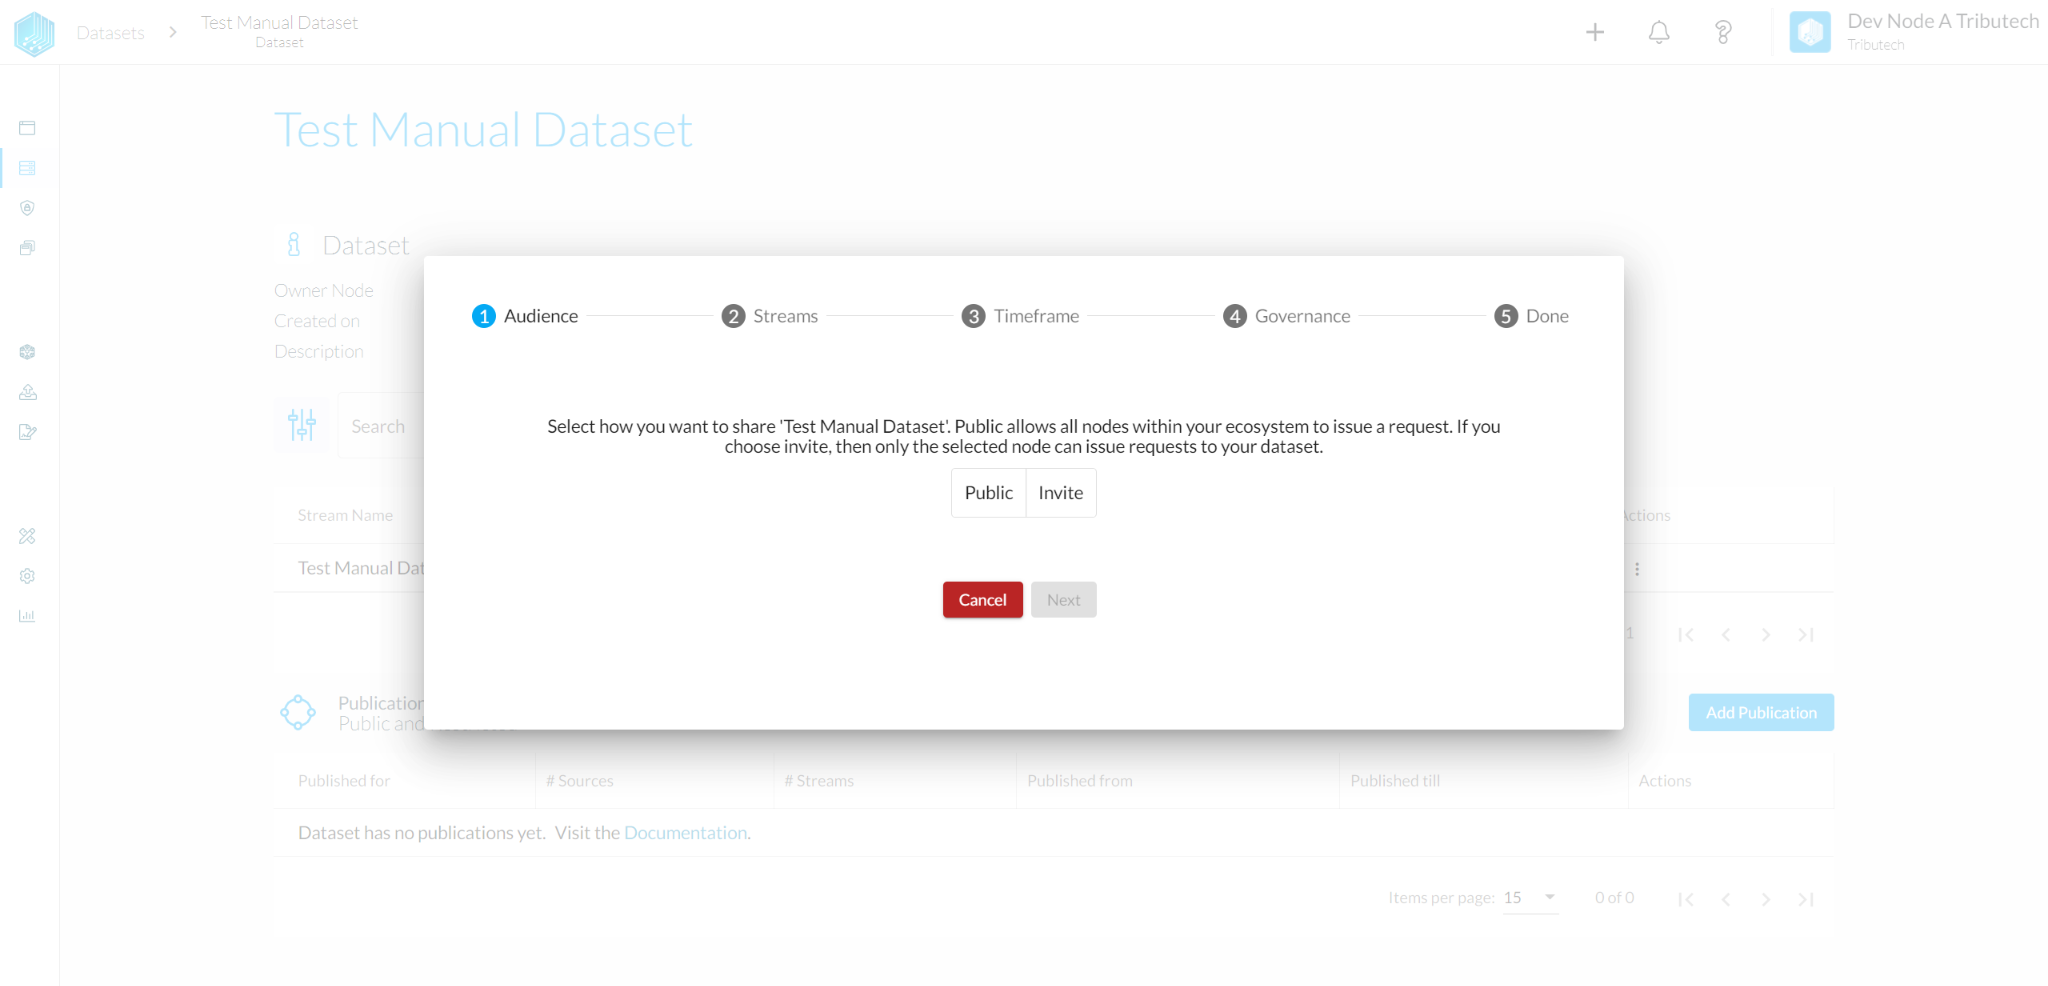 Datasets
Test Manual Dataset
Dataset
Dev Node A Tributech
Tributech
Test Manual Dataset
Dataset
Owner Node
Created on
Description
1 Audience
2 Streams
3 Timeframe
4 Governance
5 Done
Search
Select how you want to share 'Test Manual Dataset'. Public allows all nodes within your ecosystem to issue a request. If you
choose invite, then only the selected node can issue requests to your dataset.
Public Invite
Stream Name
Actions
Test Manual Dat
Cancel Next
1
Publication
Public and
Add Publication
Published for # Sources # Streams Published from Published till Actions
Dataset has no publications yet. Visit the Documentation.
Items per page: 15 0 of 0